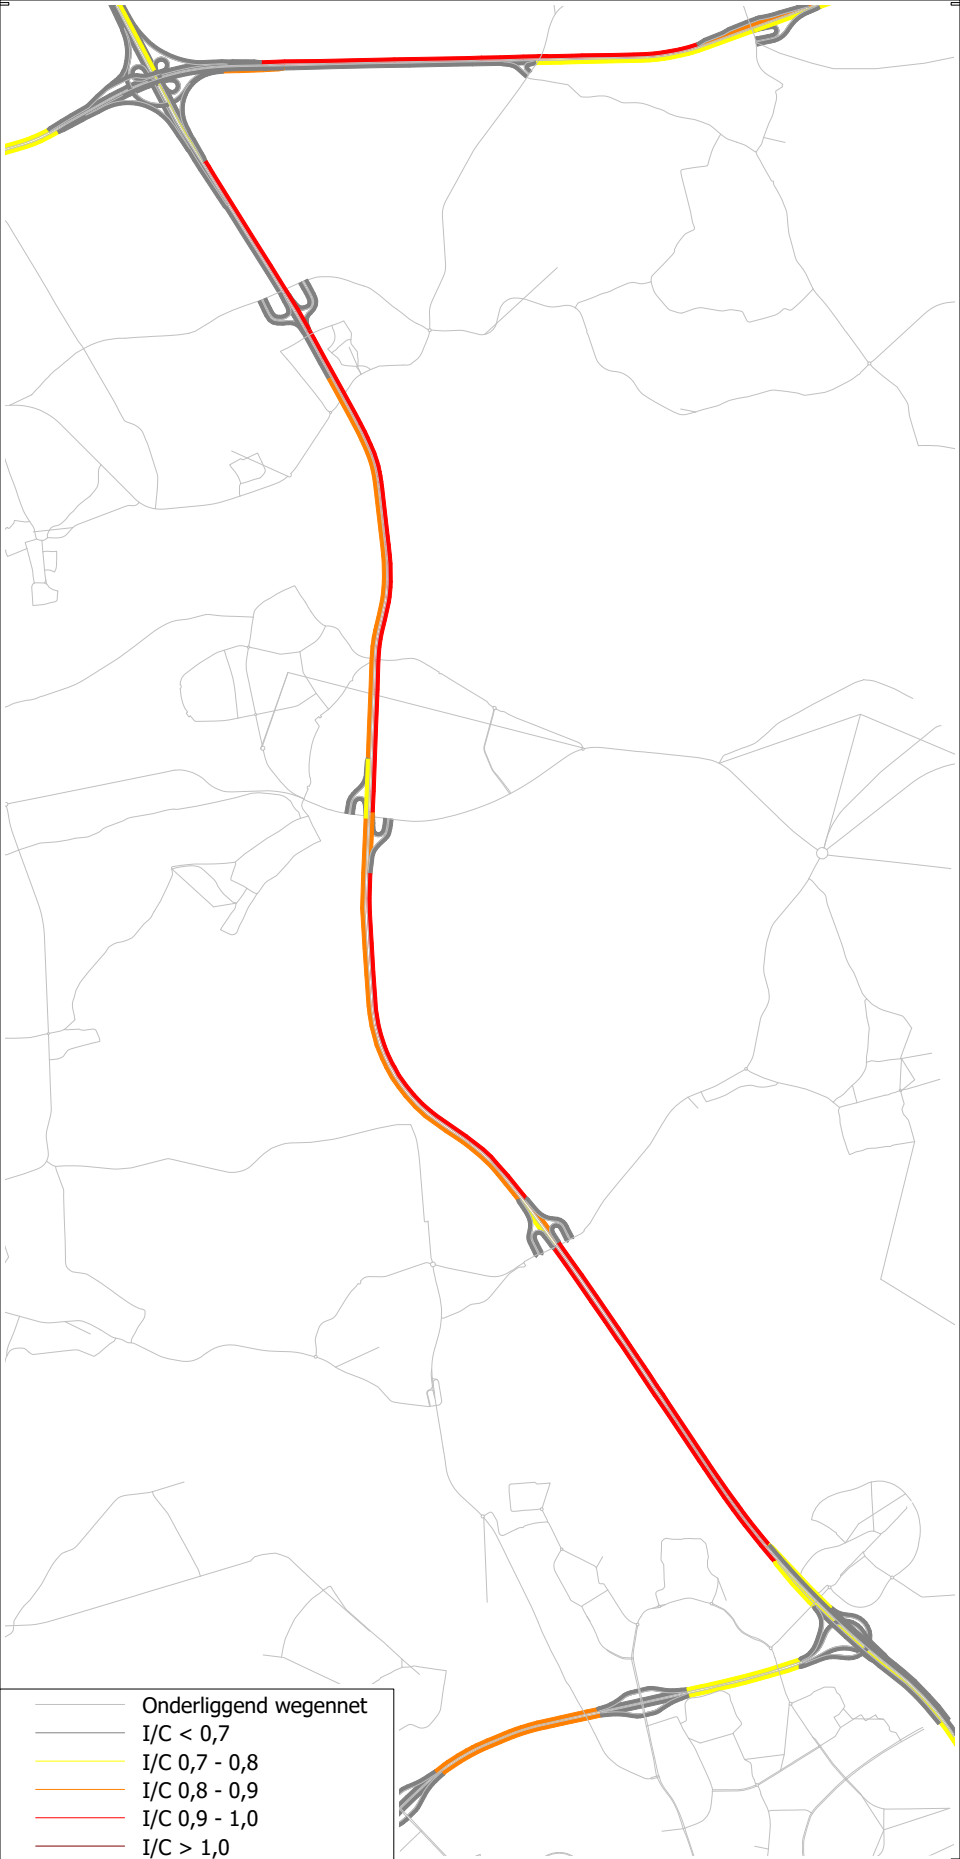 Onderliggend wegennet
I/C < 0,7
I/C 0,7 - 0,8
I/C 0,8 - 0,9
I/C 0,9 - 1,0
I/C > 1,0